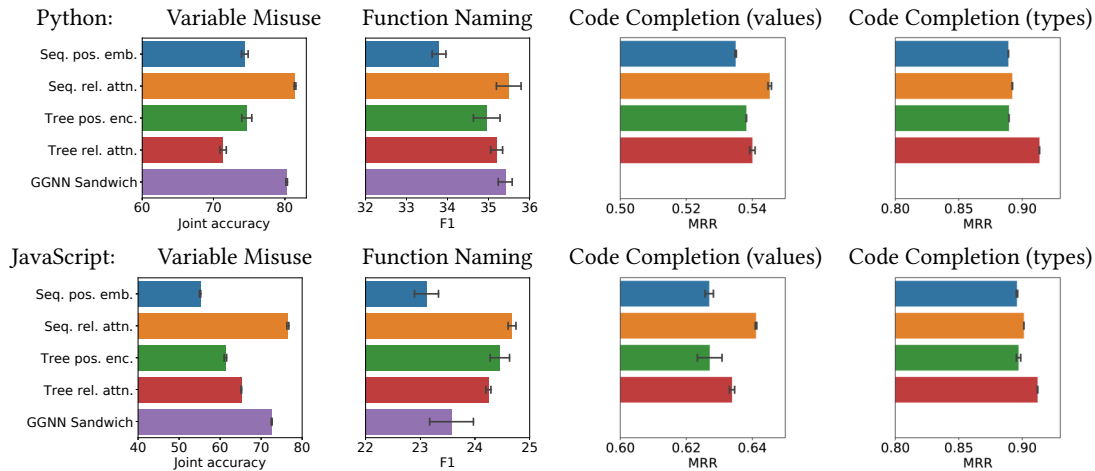 Python: Variable Misuse Function Naming Code Completion (values) Code Completion (types)
Seq. pos. emb.
Seq. rel. attn.
Tree pos. enc.
Tree rel. attn.
GGNN Sandwich
60 70 80 32 33 34 35 36 0.50 0.52 0.54 0.80 0.85 0.90
Joint accuracy F1 MRR MRR
JavaScript: Variable Misuse Function Naming Code Completion (values) Code Completion (types)
Seq. pos. emb.
Seq. rel. attn.
Tree pos. enc.
Tree rel. attn.
GGNN Sandwich
40 50 60 70 80 22 23 24 25 0.60 0.62 0.64 0.80 0.85 0.90
Joint accuracy F1 MRR MRR